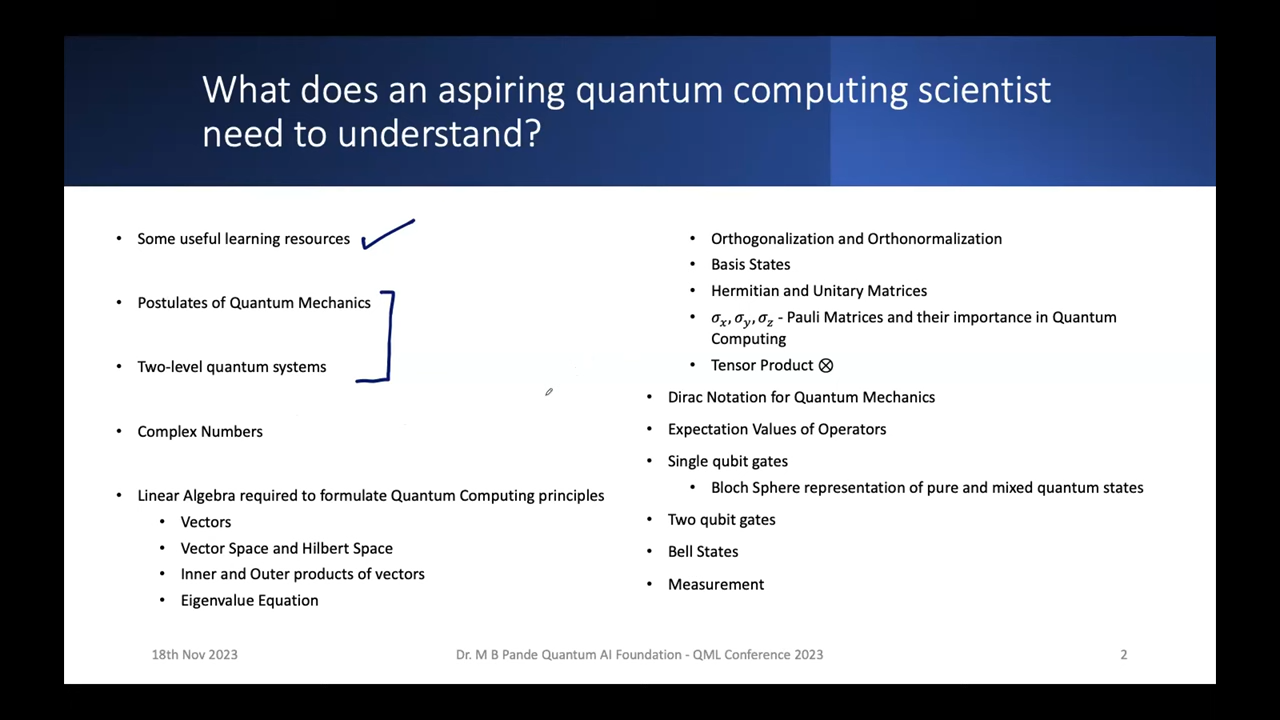 What does an aspiring quantum computing scientist
need to understand?
• Some useful learning resources
• Postulates of Quantum Mechanics
• Two-level quantum systems
• Complex Numbers
• Linear Algebra required to formulate Quantum Computing principles
• Vectors
• Vector Space and Hilbert Space
• Inner and Outer products of vectors
• Eigenvalue Equation
• Orthogonalization and Orthonormalization
• Basis States
• Hermitian and Unitary Matrices
• σx, σy, σz - Pauli Matrices and their importance in Quantum
Computing
• Tensor Product ⊗
• Dirac Notation for Quantum Mechanics
• Expectation Values of Operators
• Single qubit gates
• Bloch Sphere representation of pure and mixed quantum states
• Two qubit gates
• Bell States
• Measurement
18th Nov 2023
Dr. M B Pande Quantum AI Foundation - QML Conference 2023
2